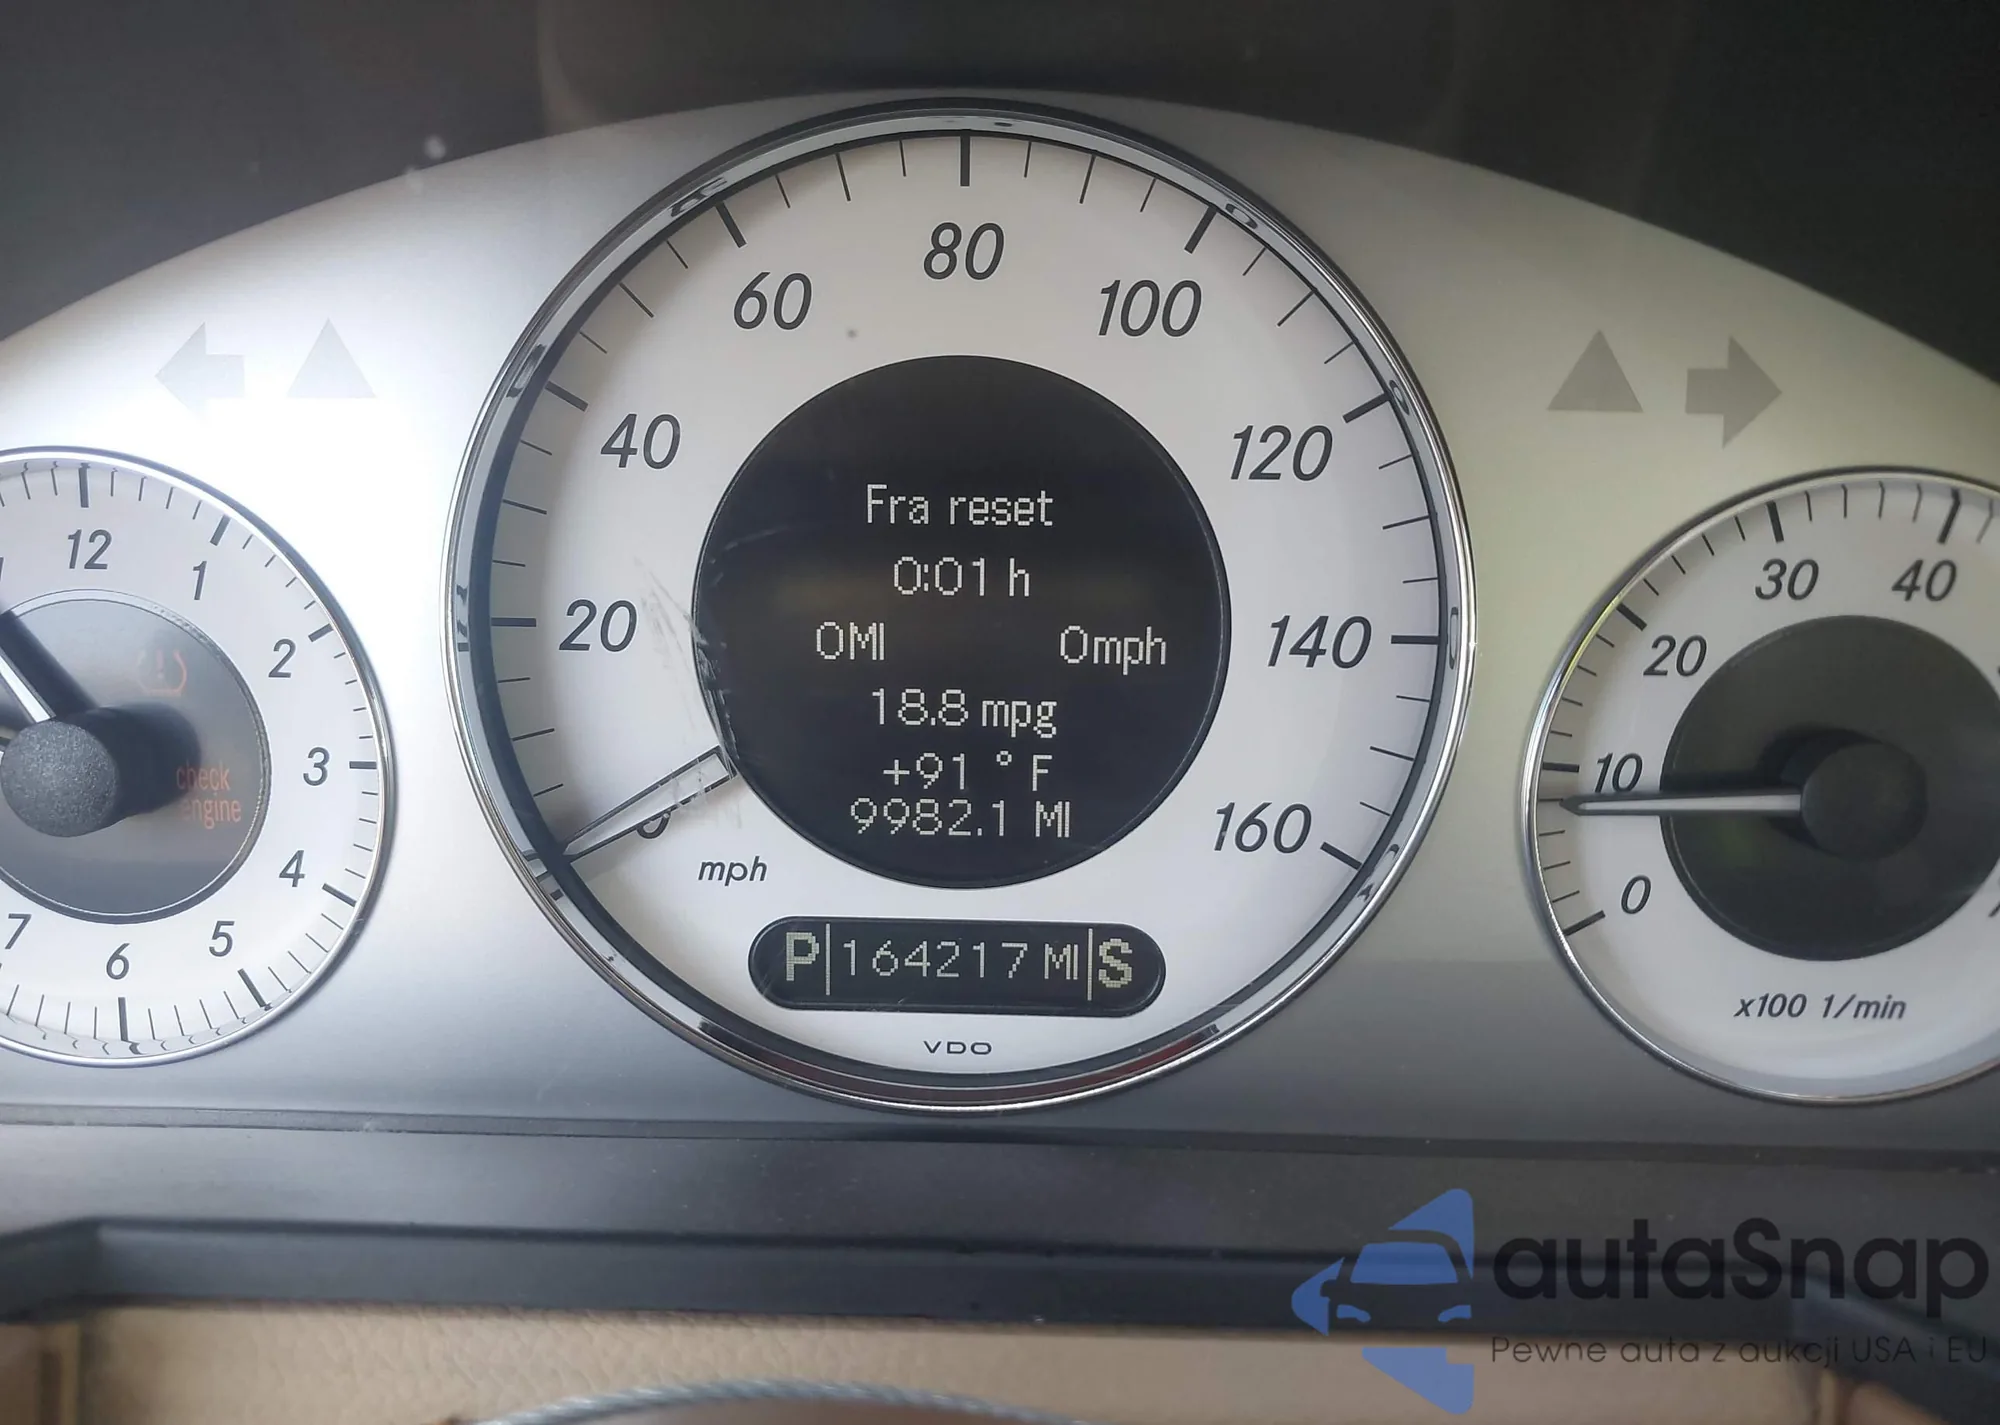 80
60
100
40
120
20
140
160
0
mph
Fra reset
0:01 h
0MI 0mph
18.8 mpg
+91 °F
9982.1 MI
P 164217 MI S
VDO
12
1
2
3
4
5
6
7
check
engine
40
30
20
10
0
x100 1/min
autaSnap
Pewne auta z aukcji USA i EU